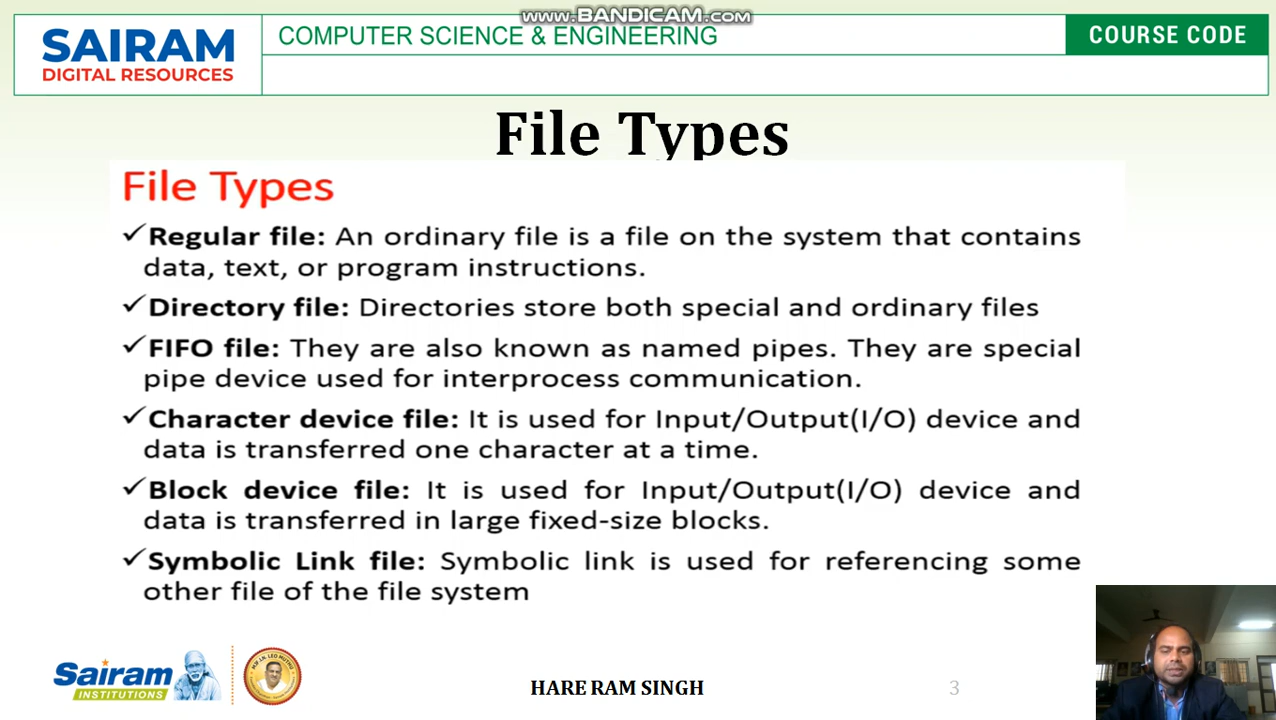 www.BANDICAM.com
SAIRAM
DIGITAL RESOURCES
COMPUTER SCIENCE & ENGINEERING
COURSE CODE
File Types
File Types
✓Regular file: An ordinary file is a file on the system that contains
data, text, or program instructions.
✓Directory file: Directories store both special and ordinary files
✓FIFO file: They are also known as named pipes. They are special
pipe device used for interprocess communication.
✓Character device file: It is used for Input/Output(I/O) device and
data is transferred one character at a time.
✓Block device file: It is used for Input/Output(I/O) device and
data is transferred in large fixed-size blocks.
✓Symbolic Link file: Symbolic link is used for referencing some
other file of the file system
Sairam
INSTITUTIONS
HARE RAM SINGH
3